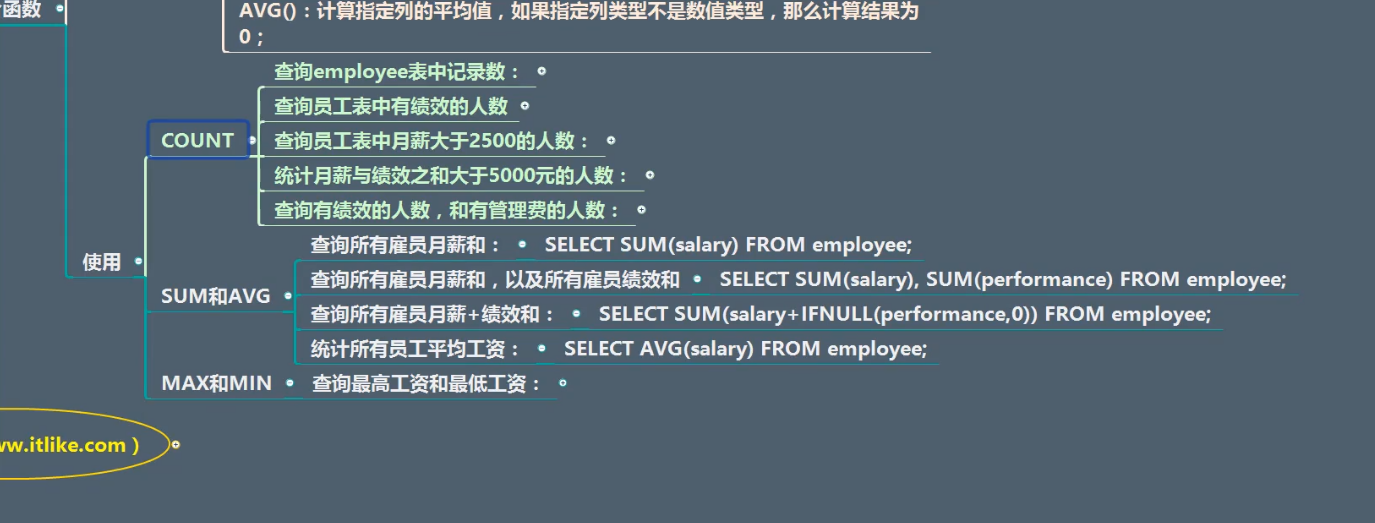 函数
AVG()：计算指定列的平均值，如果指定列类型不是数值类型，那么计算结果为
0；
查询employee表中记录数：
查询员工表中有绩效的人数
COUNT
查询员工表中月薪大于2500的人数：
统计月薪与绩效之和大于5000元的人数：
查询有绩效的人数，和有管理费的人数：
使用
查询所有雇员月薪和： SELECT SUM(salary) FROM employee;
查询所有雇员月薪和，以及所有雇员绩效和 SELECT SUM(salary), SUM(performance) FROM employee;
SUM和AVG
查询所有雇员月薪+绩效和： SELECT SUM(salary+IFNULL(performance,0)) FROM employee;
统计所有员工平均工资： SELECT AVG(salary) FROM employee;
MAX和MIN 查询最高工资和最低工资：
w.itlike.com）